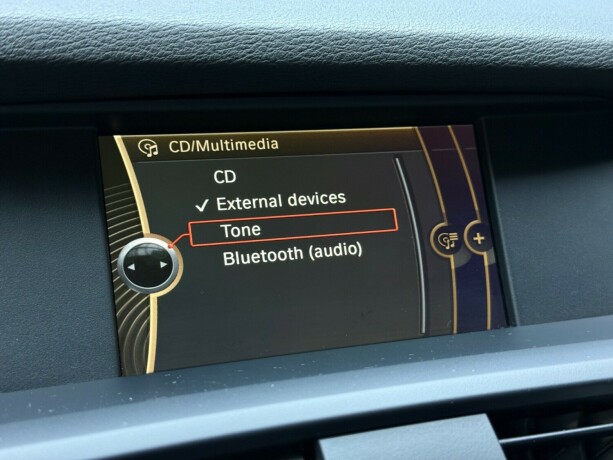 CD/Multimedia
CD
External devices
Tone
Bluetooth (audio)